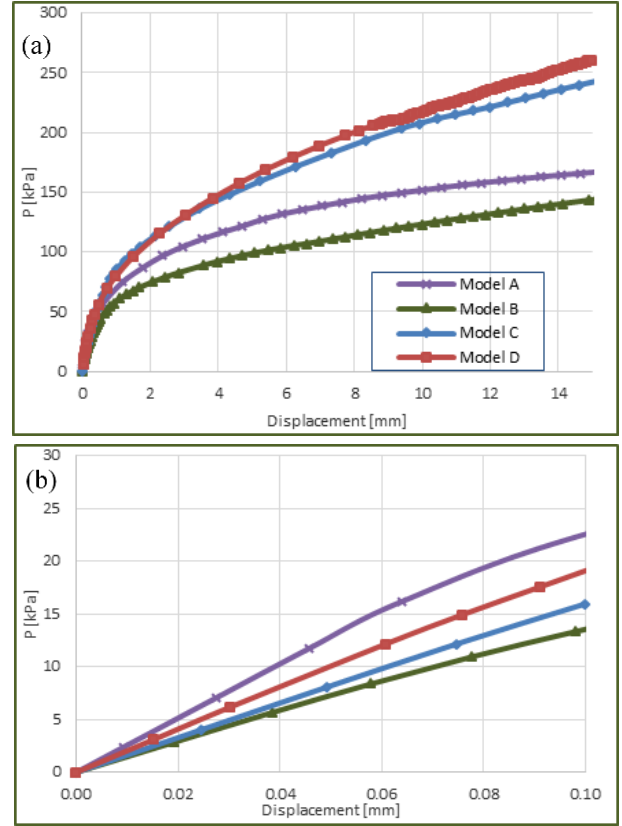 (a)
300
250
200
150
100
50
0
P [kPa]
0 2 4 6 8 10 12 14
Displacement [mm]
Model A
Model B
Model C
Model D
(b)
30
25
20
15
10
5
0
P [kPa]
0.00 0.02 0.04 0.06 0.08 0.10
Displacement [mm]